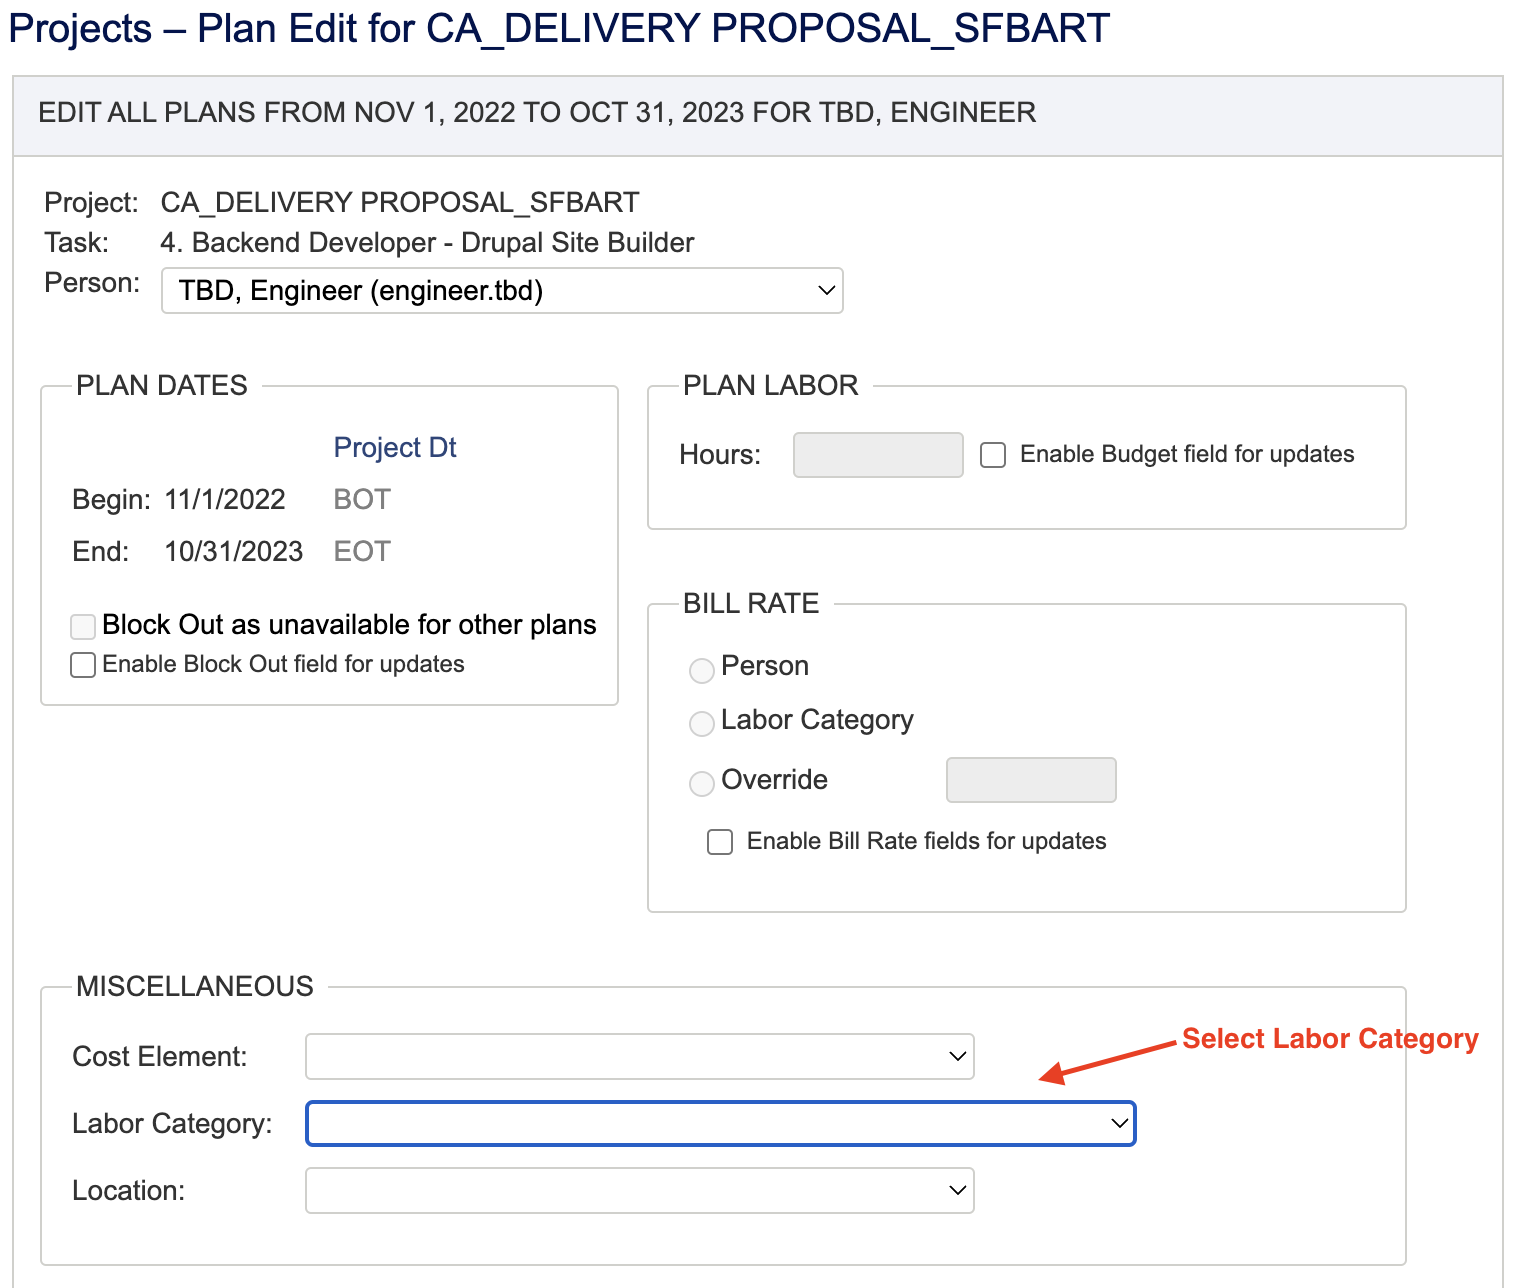 Projects – Plan Edit for CA_DELIVERY PROPOSAL_SFBART
EDIT ALL PLANS FROM NOV 1, 2022 TO OCT 31, 2023 FOR TBD, ENGINEER
Project: CA_DELIVERY PROPOSAL_SFBART
Task: 4. Backend Developer - Drupal Site Builder
Person: TBD, Engineer (engineer.tbd)
PLAN DATES
Project Dt
Begin: 11/1/2022 BOT
End: 10/31/2023 EOT
Block Out as unavailable for other plans
Enable Block Out field for updates
PLAN LABOR
Hours: Enable Budget field for updates
BILL RATE
Person
Labor Category
Override
Enable Bill Rate fields for updates
MISCELLANEOUS
Select Labor Category
Cost Element:
Labor Category:
Location: